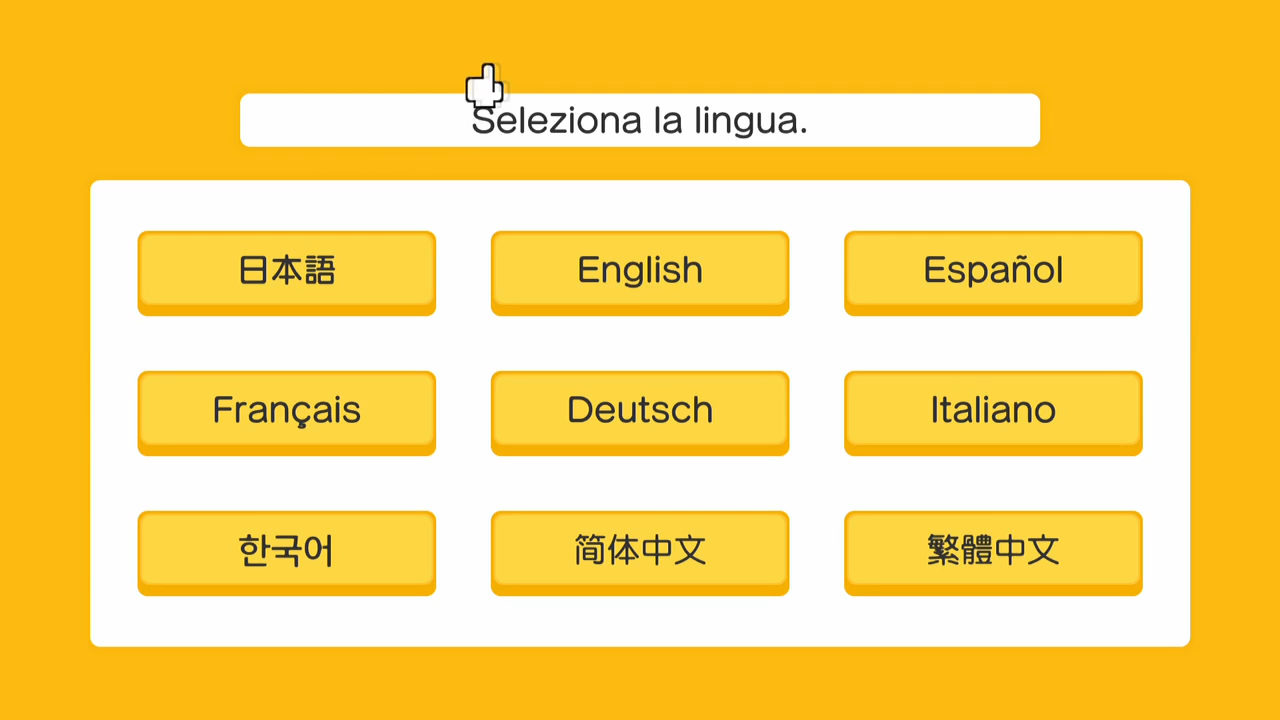 Seleziona la lingua.
日本語
English
Español
Français
Deutsch
Italiano
한국어
简体中文
繁體中文